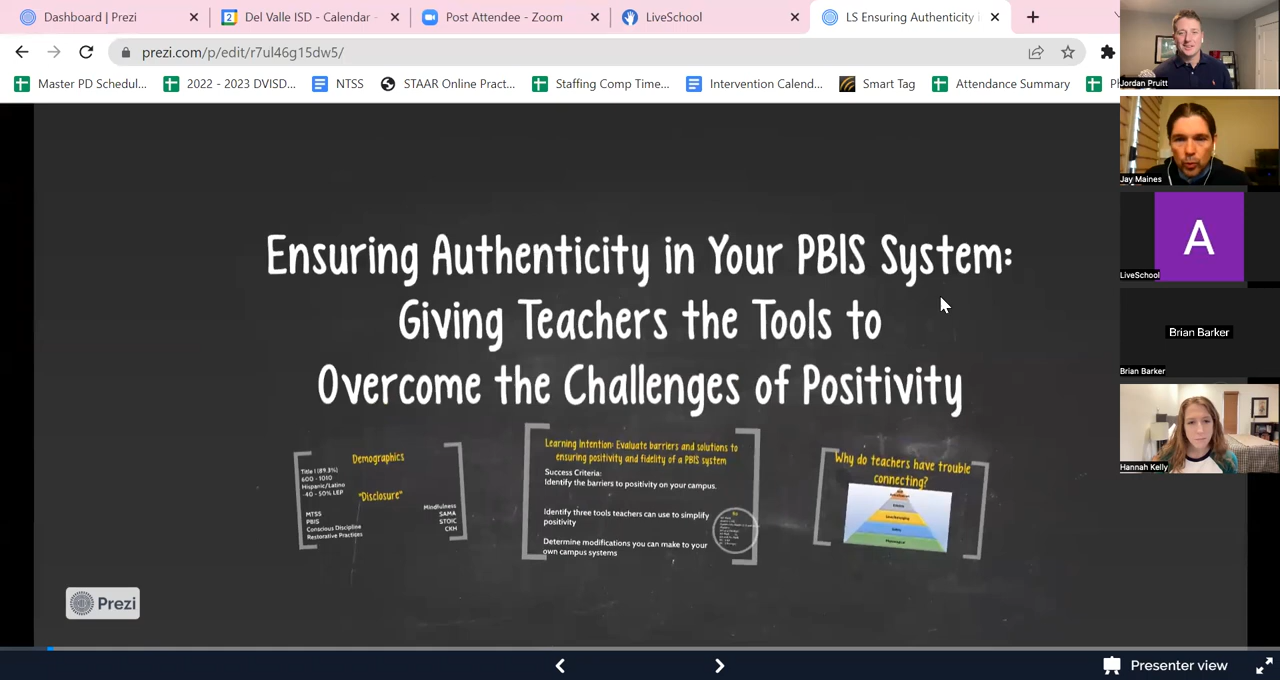 Dashboard | Prezi
Del Valle ISD - Calendar -
Post Attendee - Zoom
LiveSchool
LS Ensuring Authenticity i
prezi.com/p/edit/r7ul46g15dw5/
Master PD Schedul...
2022 - 2023 DVISD...
NTSS
STAAR Online Pract...
Staffing Comp Time...
Intervention Calend...
Smart Tag
Attendance Summary
Jordan Pruitt
Jay Maines
A
LiveSchool
Brian Barker
Brian Barker
Hannah Kelly
Ensuring Authenticity in Your PBIS System:
Giving Teachers the Tools to
Overcome the Challenges of Positivity
Demographics
Title I (89.3%)
600 - 1010
Hispanic/Latino
~40 - 50% LEP
"Disclosure"
MTSS
PBIS
Conscious Discipline
Restorative Practices
Mindfulness
SAMA
STOIC
CKH
Learning Intention: Evaluate barriers and solutions to
ensuring positivity and fidelity of a PBIS system
Success Criteria:
Identify the barriers to positivity on your campus.
Identify three tools teachers can use to simplify
positivity
Determine modifications you can make to your
own campus systems
Why do teachers have trouble
connecting?
Prezi
Presenter view